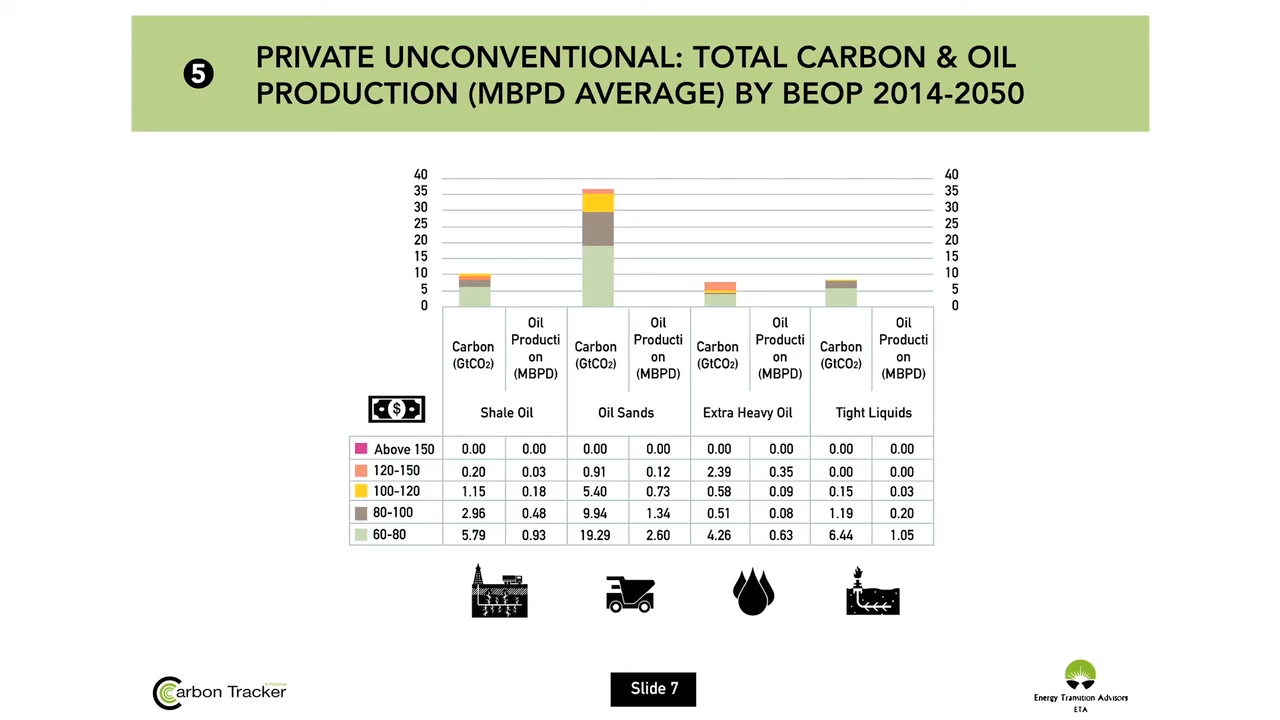 5
PRIVATE UNCONVENTIONAL: TOTAL CARBON & OIL
PRODUCTION (MBPD AVERAGE) BY BEOP 2014-2050
40 40
35 35
30 30
25 25
20 20
15 15
10 10
5 5
0 0
Carbon (GtCO2) Oil Producti on (MBPD) Carbon (GtCO2) Oil Producti on (MBPD) Carbon (GtCO2) Oil Producti on (MBPD) Carbon (GtCO2) Oil Producti on (MBPD)
$ Shale Oil Oil Sands Extra Heavy Oil Tight Liquids
Above 150 0.00 0.00 0.00 0.00 0.00 0.00 0.00 0.00
120-150 0.20 0.03 0.91 0.12 2.39 0.35 0.00 0.00
100-120 1.15 0.18 5.40 0.73 0.58 0.09 0.15 0.03
80-100 2.96 0.48 9.94 1.34 0.51 0.08 1.19 0.20
60-80 5.79 0.93 19.29 2.60 4.26 0.63 6.44 1.05
Carbon Tracker
Initiative
Slide 7
Energy Transition Advisors
ETA